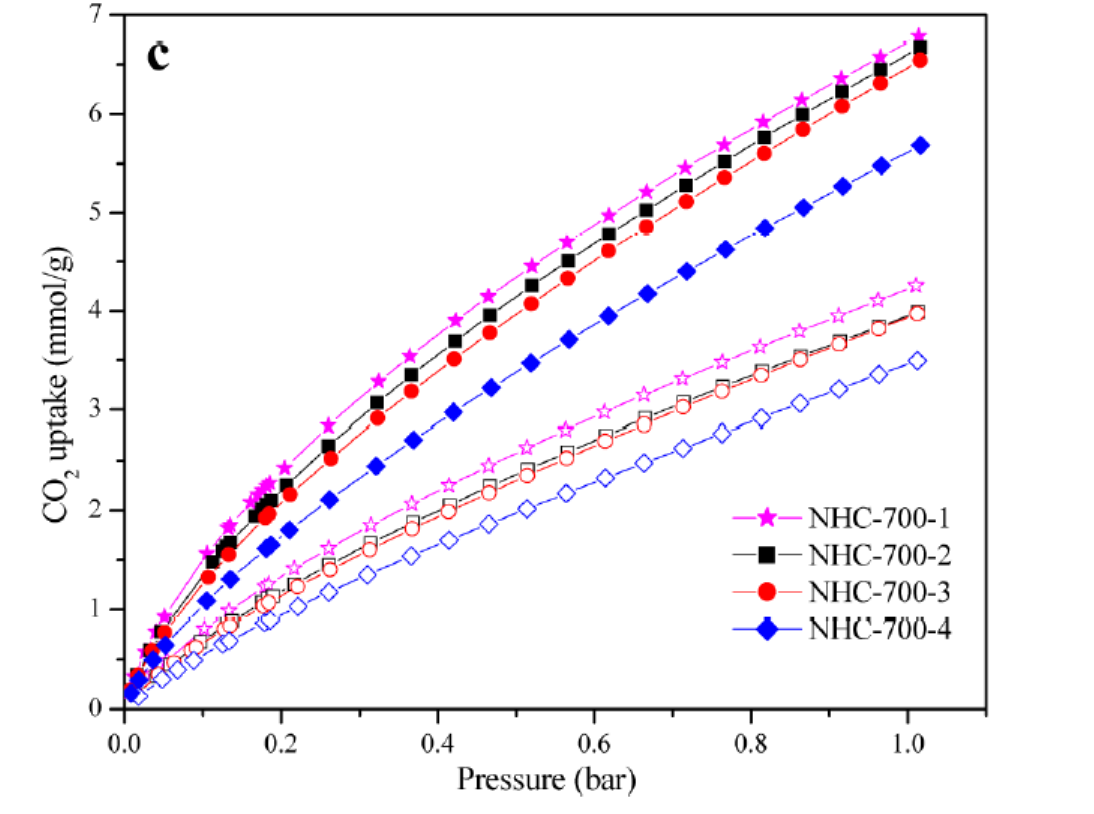 c
7
6
5
4
3
2
1
0
CO₂ uptake (mmol/g)
NHC-700-1
NHC-700-2
NHC-700-3
NHC-700-4
0.0 0.2 0.4 0.6 0.8 1.0
Pressure (bar)